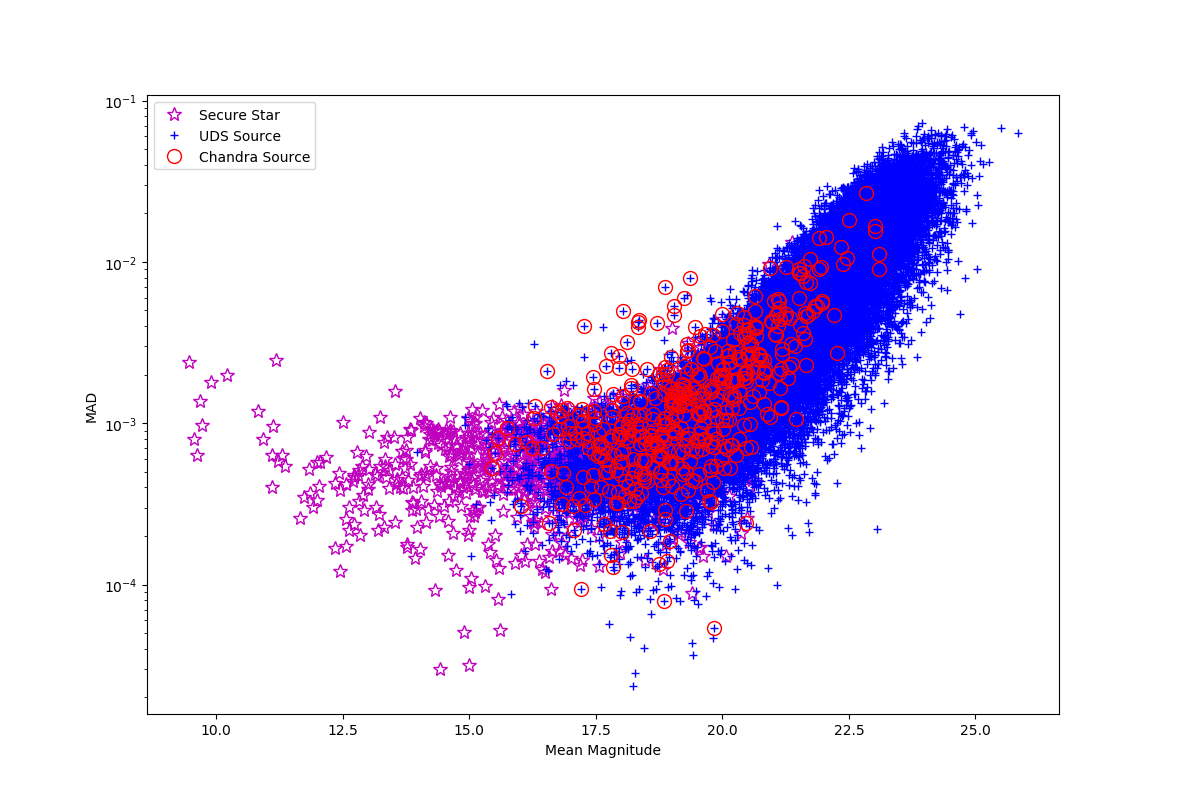 10⁻¹
10⁻²
10⁻³
10⁻⁴
MAD
Secure Star
UDS Source
Chandra Source
10.0 12.5 15.0 17.5 20.0 22.5 25.0
Mean Magnitude